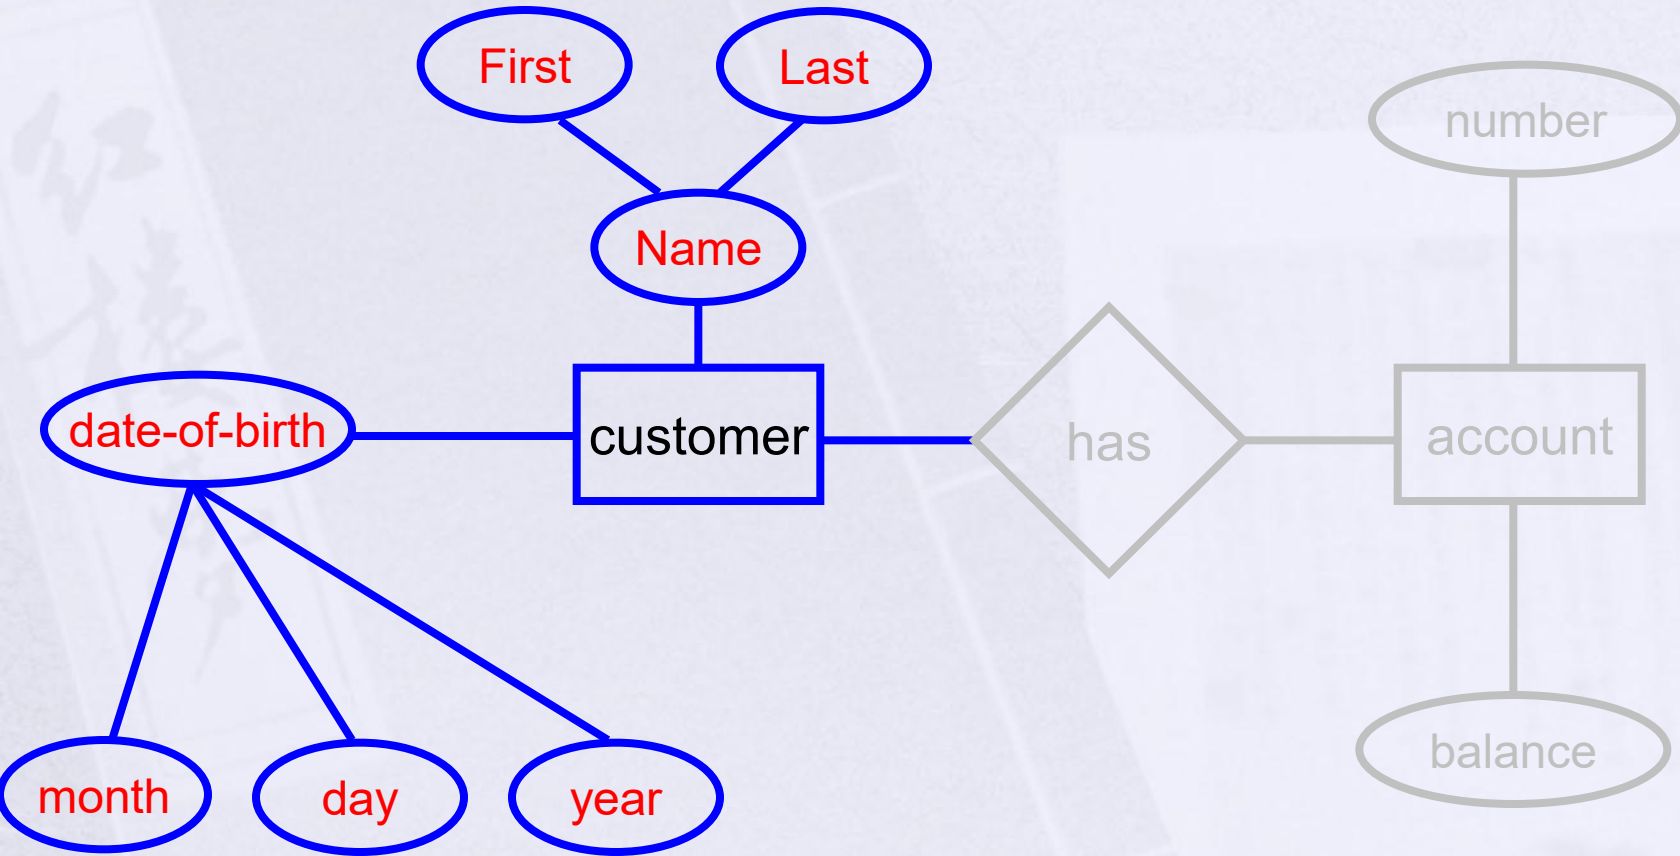 First
Last
number
Name
date-of-birth
customer
has
account
month
day
year
balance